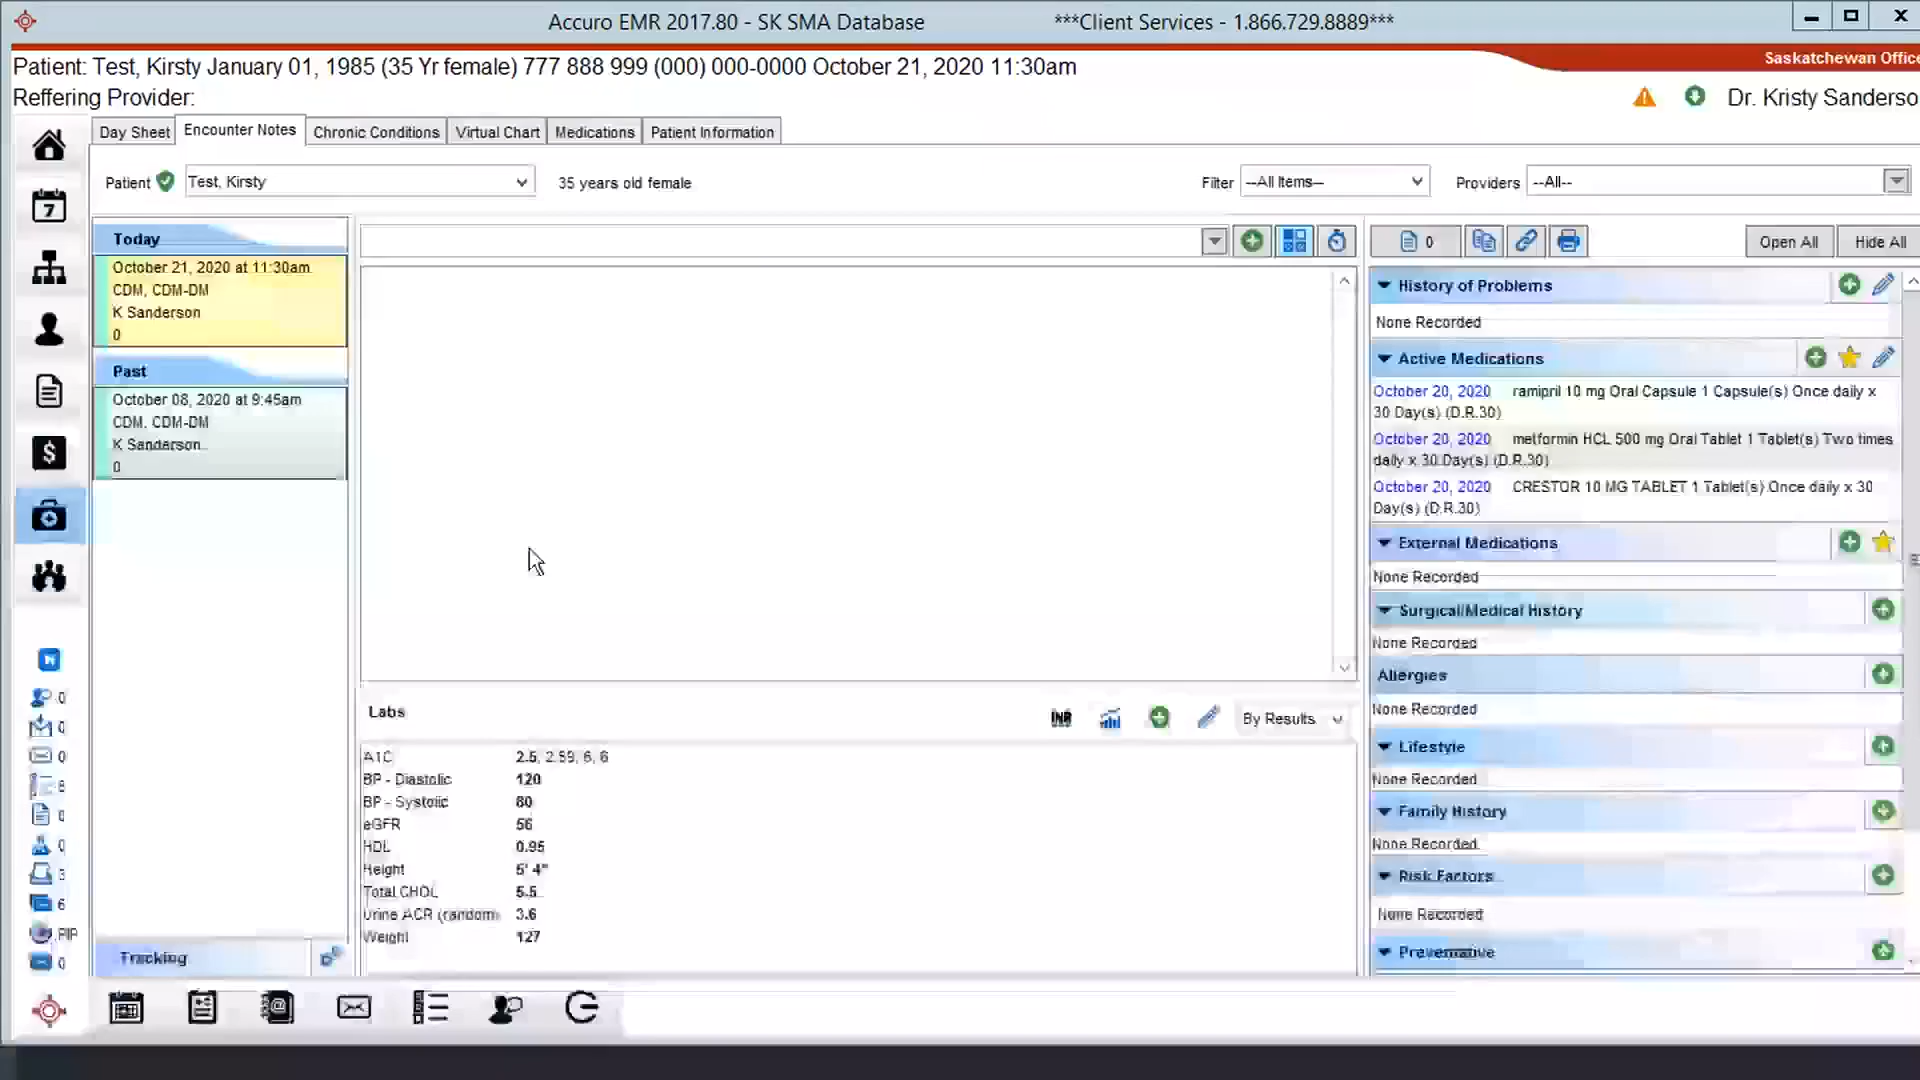 Accuro EMR 2017.80 - SK SMA Database ***Client Services - 1.866.729.8889***
Saskatchewan Office
Patient: Test, Kirsty January 01, 1985 (35 Yr female) 777 888 999 (000) 000-0000 October 21, 2020 11:30am
Reffering Provider:
Dr. Kristy Sanderso
Day Sheet Encounter Notes Chronic Conditions Virtual Chart Medications Patient Information
Patient Test, Kirsty 35 years old female Filter --All Items-- Providers --All--
7
Today
October 21, 2020 at 11:30am
CDM, CDM-DM
K Sanderson
0
Past
October 08, 2020 at 9:45am
CDM. CDM-DM
K Sanderson
0
Tracking
0
0
0
8
0
0
3
6
PIP
0
Labs
INR
By Results
A1C 2.5, 2.59, 6, 6
BP - Diastolic 120
BP - Systolic 80
eGFR 56
HDL 0.95
Height 5' 4"
Total CHOL 5.5
Urine ACR (random) 3.6
Weight 127
0 Open All Hide All
History of Problems
None Recorded
Active Medications
October 20, 2020 ramipril 10 mg Oral Capsule 1 Capsule(s) Once daily x
30 Day(s) (D.R.30)
October 20, 2020 metformin HCL 500 mg Oral Tablet 1 Tablet(s) Two times
daily x 30 Day(s) (D.R.30)
October 20, 2020 CRESTOR 10 MG TABLET 1 Tablet(s) Once daily x 30
Day(s) (D.R.30)
External Medications
None Recorded
Surgical/Medical History
None Recorded
Allergies
None Recorded
Lifestyle
None Recorded
Family History
None Recorded
Risk Factors
None Recorded
Preventative